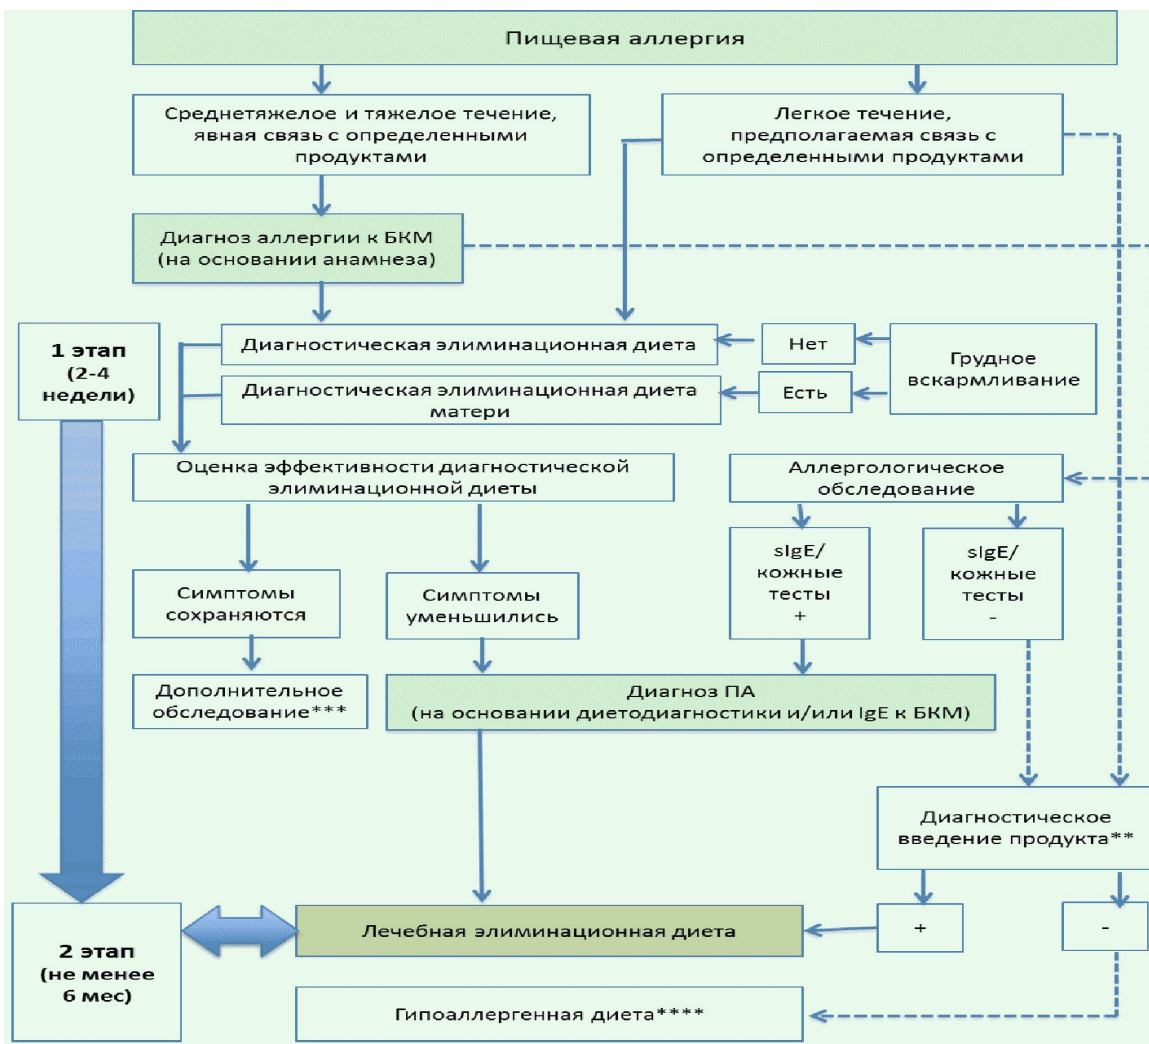 Пищевая аллергия
Среднетяжелое и тяжелое течение,
явная связь с определенными
продуктами
Легкое течение,
предполагаемая связь с
определенными продуктами
Диагноз аллергии к БКМ
(на основании анамнеза)
1 этап
(2-4
недели)
Диагностическая элиминационная диета
Нет
Грудное
вскармливание
Диагностическая элиминационная диета
матери
Есть
Оценка эффективности диагностической
элиминационной диеты
Аллергологическое
обследование
Симптомы
сохраняются
Симптомы
уменьшились
sIgE/
кожные
тесты
+
sIgE/
кожные
тесты
-
Дополнительное
обследование***
Диагноз ПА
(на основании диетодиагностики и/или IgE к БКМ)
Диагностическое
введение продукта**
2 этап
(не менее
6 мес)
Лечебная элиминационная диета
+
-
Гипоаллергенная диета****